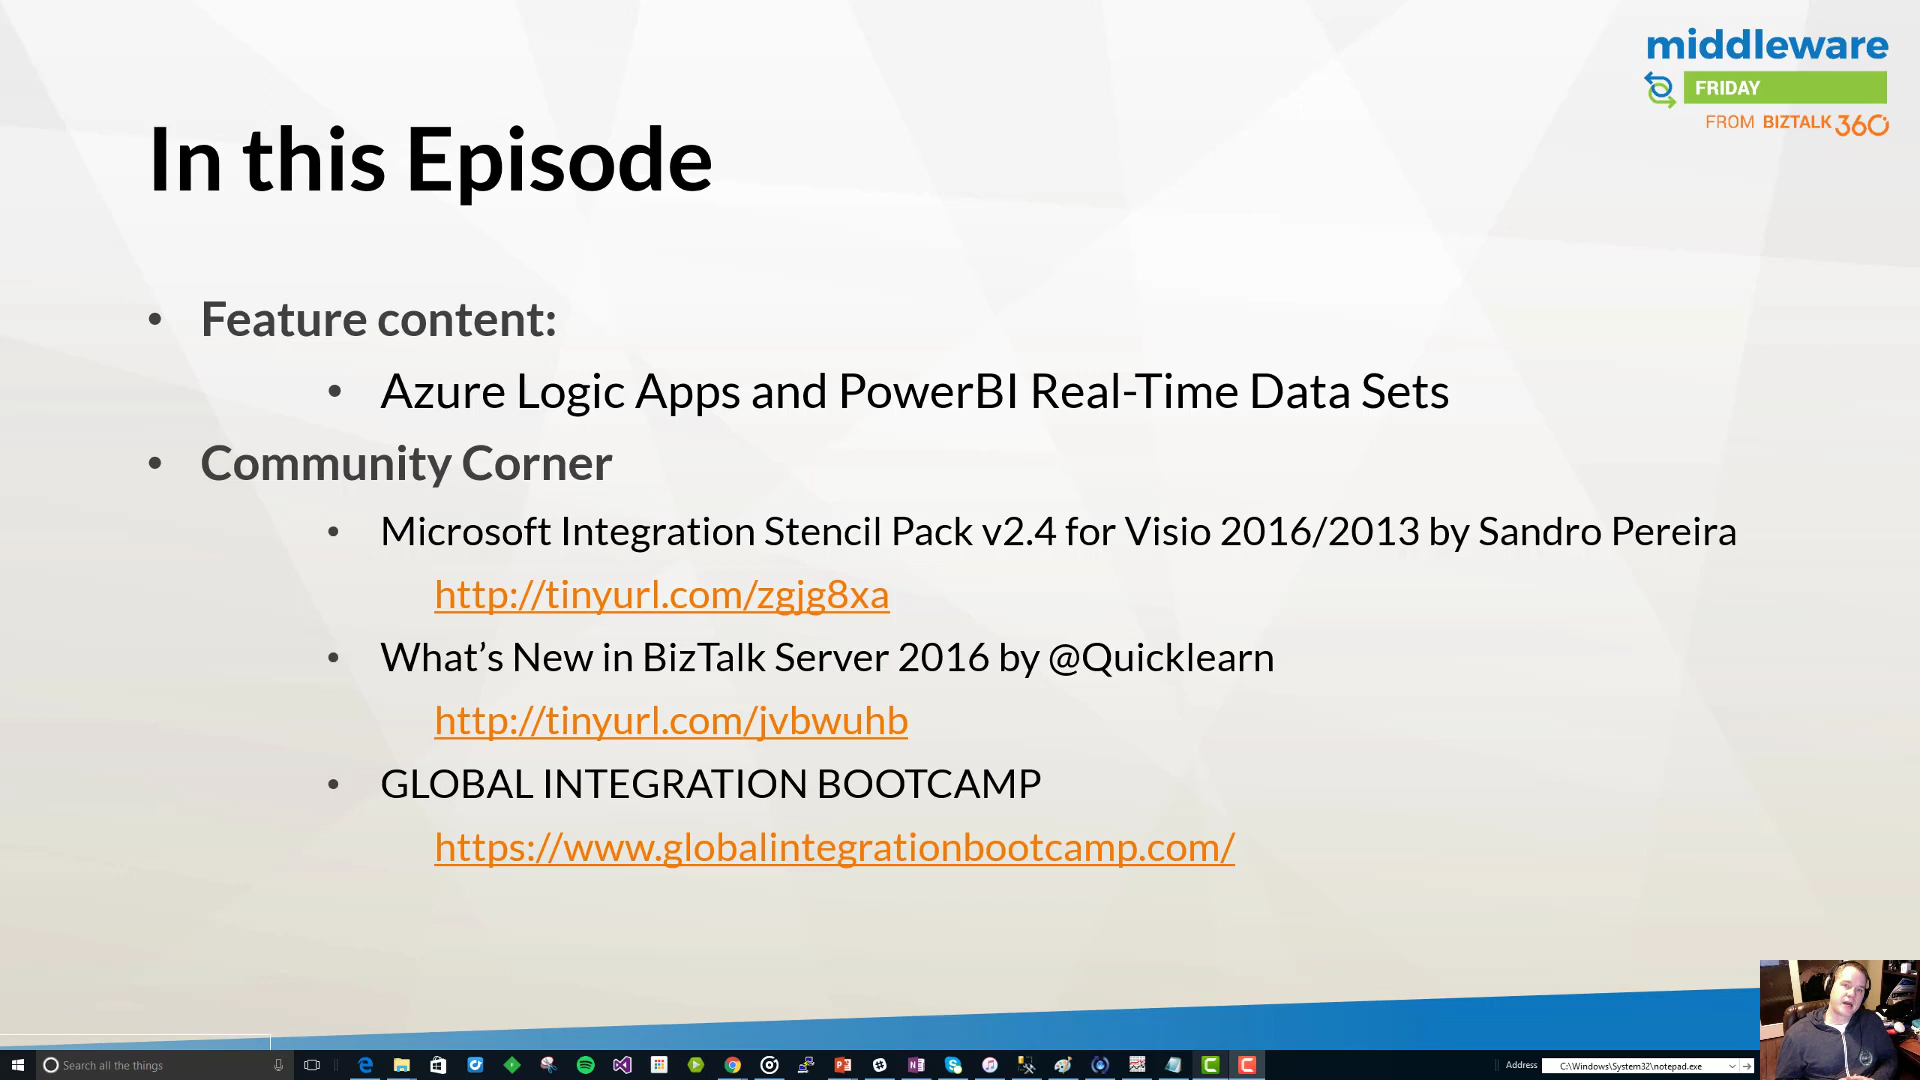 middleware
FRIDAY
FROM BIZTALK 360
In this Episode
• Feature content:
• Azure Logic Apps and PowerBI Real-Time Data Sets
• Community Corner
• Microsoft Integration Stencil Pack v2.4 for Visio 2016/2013 by Sandro Pereira
http://tinyurl.com/zgjg8xa
• What’s New in BizTalk Server 2016 by @Quicklearn
http://tinyurl.com/jvbwuhb
• GLOBAL INTEGRATION BOOTCAMP
https://www.globalintegrationbootcamp.com/
Search all the things
Address C:\Windows\System32\notepad.exe